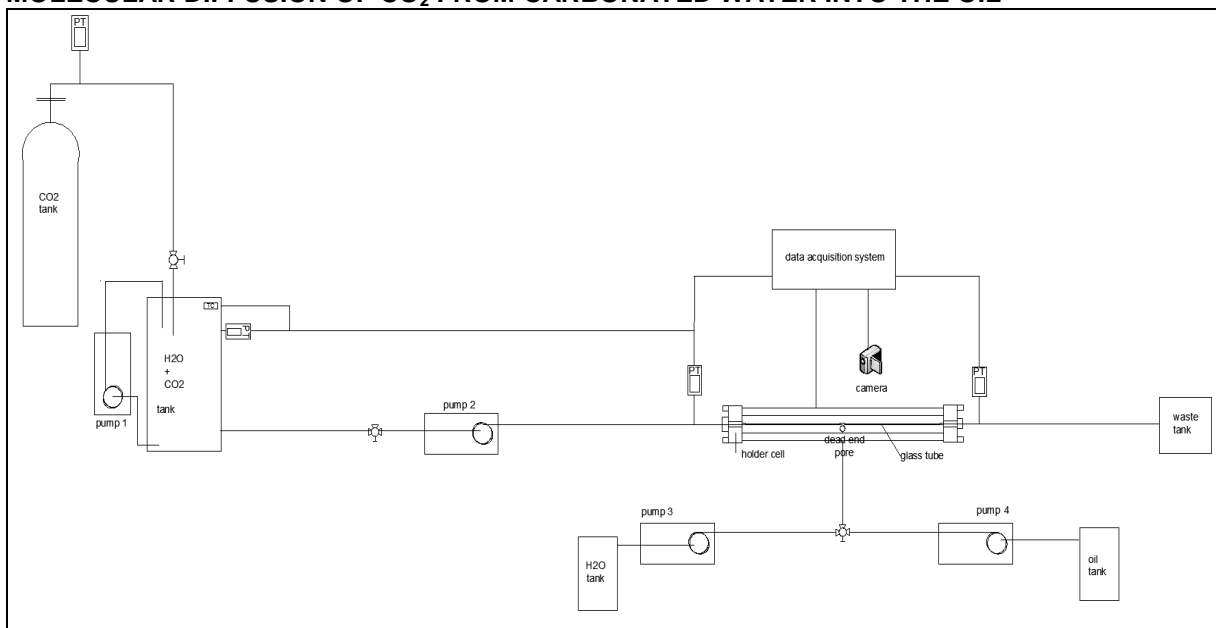 MOLECULAR DIFFUSION OF CO₂ FROM CARBONATED WATER INTO THE OIL
PT
CO2
tank
data acquisition system
TC
PT
H2O
+
CO2
tank
pump 1
PT
camera
PT
pump 2
waste
tank
dead end
pore
holder cell
glass tube
pump 3
pump 4
H2O
tank
oil
tank